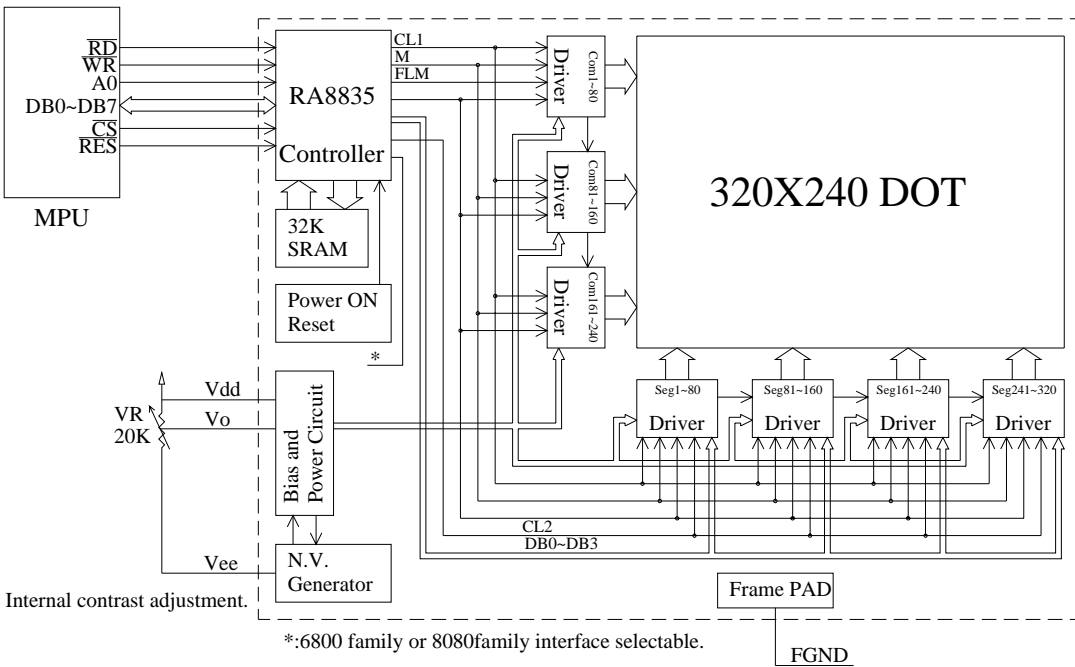 RD
WR
A0
DB0~DB7
CS
RES
MPU
RA8835
Controller
CL1
M
FLM
32K
SRAM
Power ON
Reset
*
Driver
Com1~80
Driver
Com81~160
Driver
Com161~240
320X240 DOT
Seg1~80
Driver
Seg81~160
Driver
Seg161~240
Driver
Seg241~320
Driver
Vdd
VR
20K
Vo
Bias and
Power Circuit
CL2
DB0~DB3
Vee
N.V.
Generator
Internal contrast adjustment.
Frame PAD
*:6800 family or 8080family interface selectable.
FGND